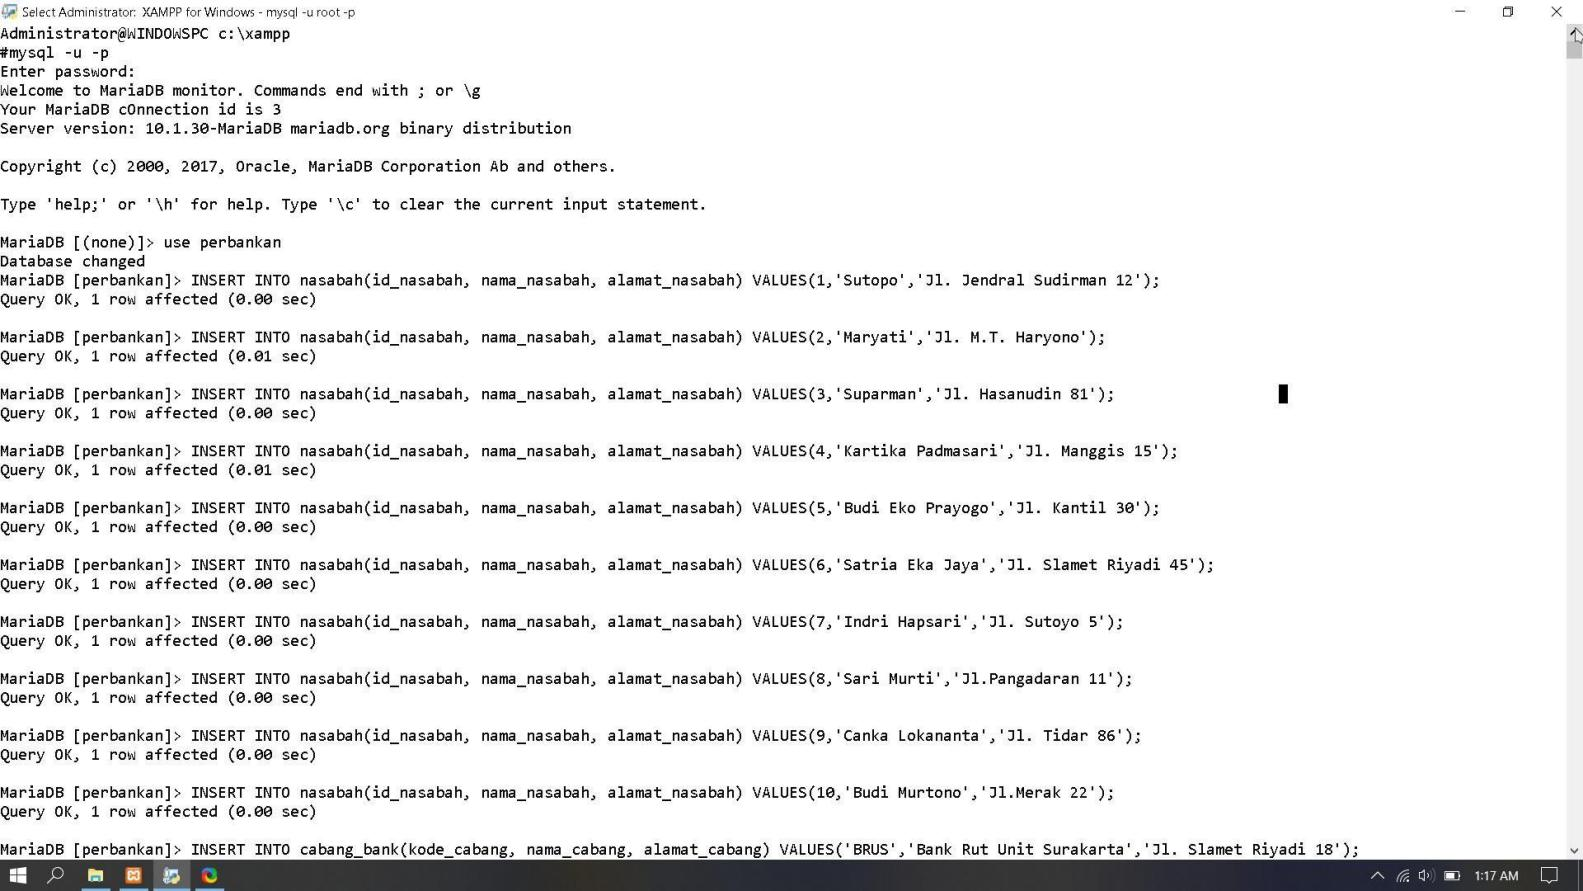 Select Administrator:  XAMPP for Windows - mysql -u root -p
Administrator@WINDOWSPC c:\xampp
#mysql -u -p
Enter password:
Welcome to MariaDB monitor. Commands end with ; or \g
Your MariaDB cOnnection id is 3
Server version: 10.1.30-MariaDB mariadb.org binary distribution
Copyright (c) 2000, 2017, Oracle, MariaDB Corporation Ab and others.
Type 'help;' or '\h' for help. Type '\c' to clear the current input statement.
MariaDB [(none)]> use perbankan
Database changed
MariaDB [perbankan]> INSERT INTO nasabah(id_nasabah, nama_nasabah, alamat_nasabah) VALUES(1,'Sutopo','Jl. Jendral Sudirman 12');
Query OK, 1 row affected (0.00 sec)
MariaDB [perbankan]> INSERT INTO nasabah(id_nasabah, nama_nasabah, alamat_nasabah) VALUES(2,'Maryati','Jl. M.T. Haryono');
Query OK, 1 row affected (0.01 sec)
MariaDB [perbankan]> INSERT INTO nasabah(id_nasabah, nama_nasabah, alamat_nasabah) VALUES(3,'Suparman','Jl. Hasanudin 81');
Query OK, 1 row affected (0.00 sec)
MariaDB [perbankan]> INSERT INTO nasabah(id_nasabah, nama_nasabah, alamat_nasabah) VALUES(4,'Kartika Padmasari','Jl. Manggis 15');
Query OK, 1 row affected (0.01 sec)
MariaDB [perbankan]> INSERT INTO nasabah(id_nasabah, nama_nasabah, alamat_nasabah) VALUES(5,'Budi Eko Prayogo','Jl. Kantil 30');
Query OK, 1 row affected (0.00 sec)
MariaDB [perbankan]> INSERT INTO nasabah(id_nasabah, nama_nasabah, alamat_nasabah) VALUES(6,'Satria Eka Jaya','Jl. Slamet Riyadi 45');
Query OK, 1 row affected (0.00 sec)
MariaDB [perbankan]> INSERT INTO nasabah(id_nasabah, nama_nasabah, alamat_nasabah) VALUES(7,'Indri Hapsari','Jl. Sutoyo 5');
Query OK, 1 row affected (0.00 sec)
MariaDB [perbankan]> INSERT INTO nasabah(id_nasabah, nama_nasabah, alamat_nasabah) VALUES(8,'Sari Murti','Jl.Pangadaran 11');
Query OK, 1 row affected (0.00 sec)
MariaDB [perbankan]> INSERT INTO nasabah(id_nasabah, nama_nasabah, alamat_nasabah) VALUES(9,'Canka Lokananta','Jl. Tidar 86');
Query OK, 1 row affected (0.00 sec)
MariaDB [perbankan]> INSERT INTO nasabah(id_nasabah, nama_nasabah, alamat_nasabah) VALUES(10,'Budi Murtono','Jl.Merak 22');
Query OK, 1 row affected (0.00 sec)
MariaDB [perbankan]> INSERT INTO cabang_bank(kode_cabang, nama_cabang, alamat_cabang) VALUES('BRUS','Bank Rut Unit Surakarta','Jl. Slamet Riyadi 18');
1:17 AM